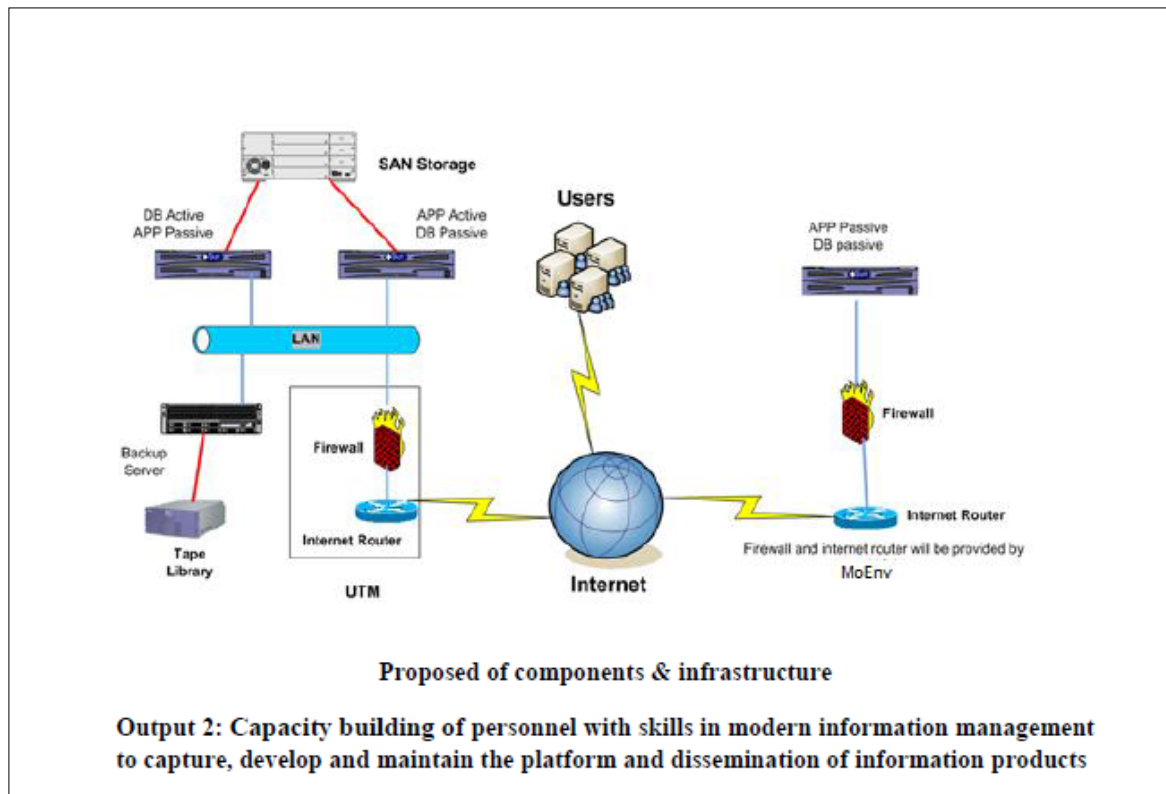 SAN Storage
DB Active
APP Passive
APP Active
DB Passive
Users
APP Passive
DB passive
LAN
Firewall
Firewall
Backup
Server
Internet Router
Internet Router
Tape
Library
UTM
Internet
Firewall and internet router will be provided by
MoEnv
Proposed of components & infrastructure
Output 2: Capacity building of personnel with skills in modern information management
to capture, develop and maintain the platform and dissemination of information products